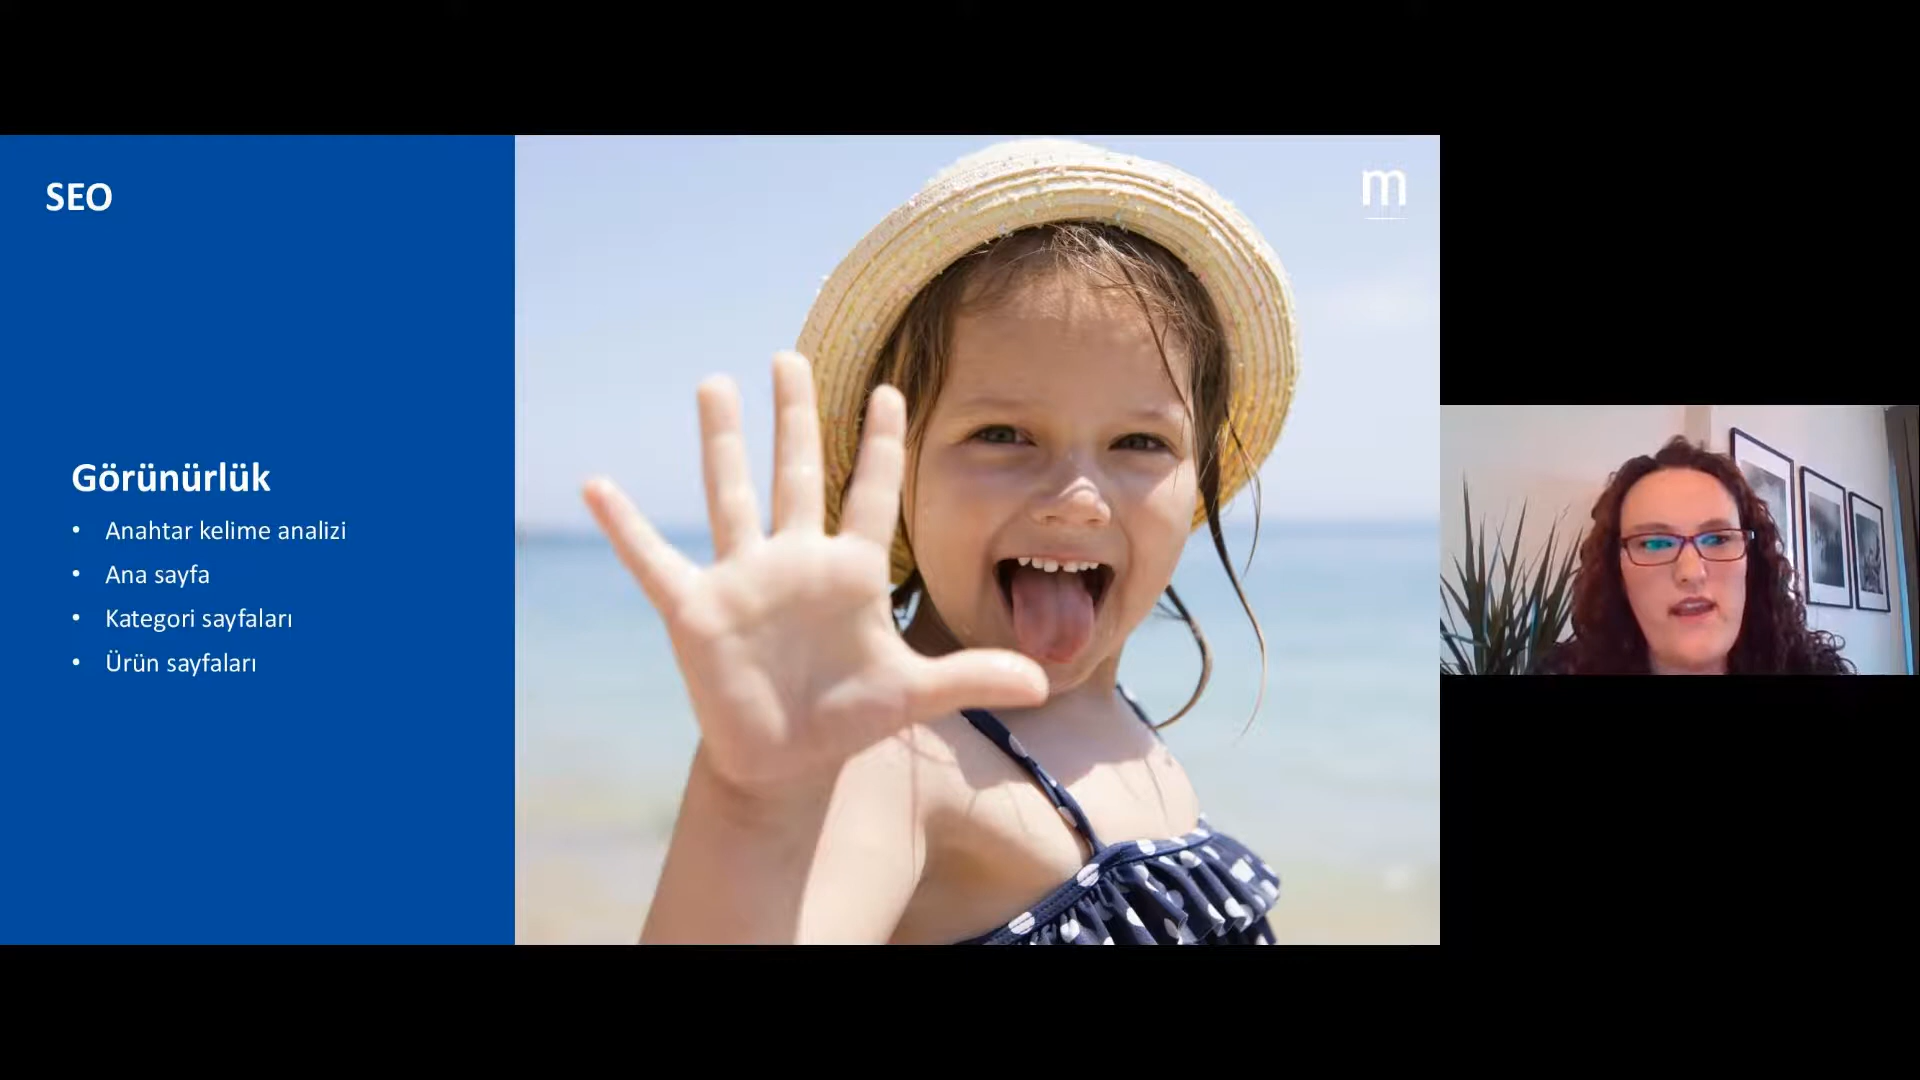 SEO
m
Görünürlük
• Anahtar kelime analizi
• Ana sayfa
• Kategori sayfaları
• Ürün sayfaları